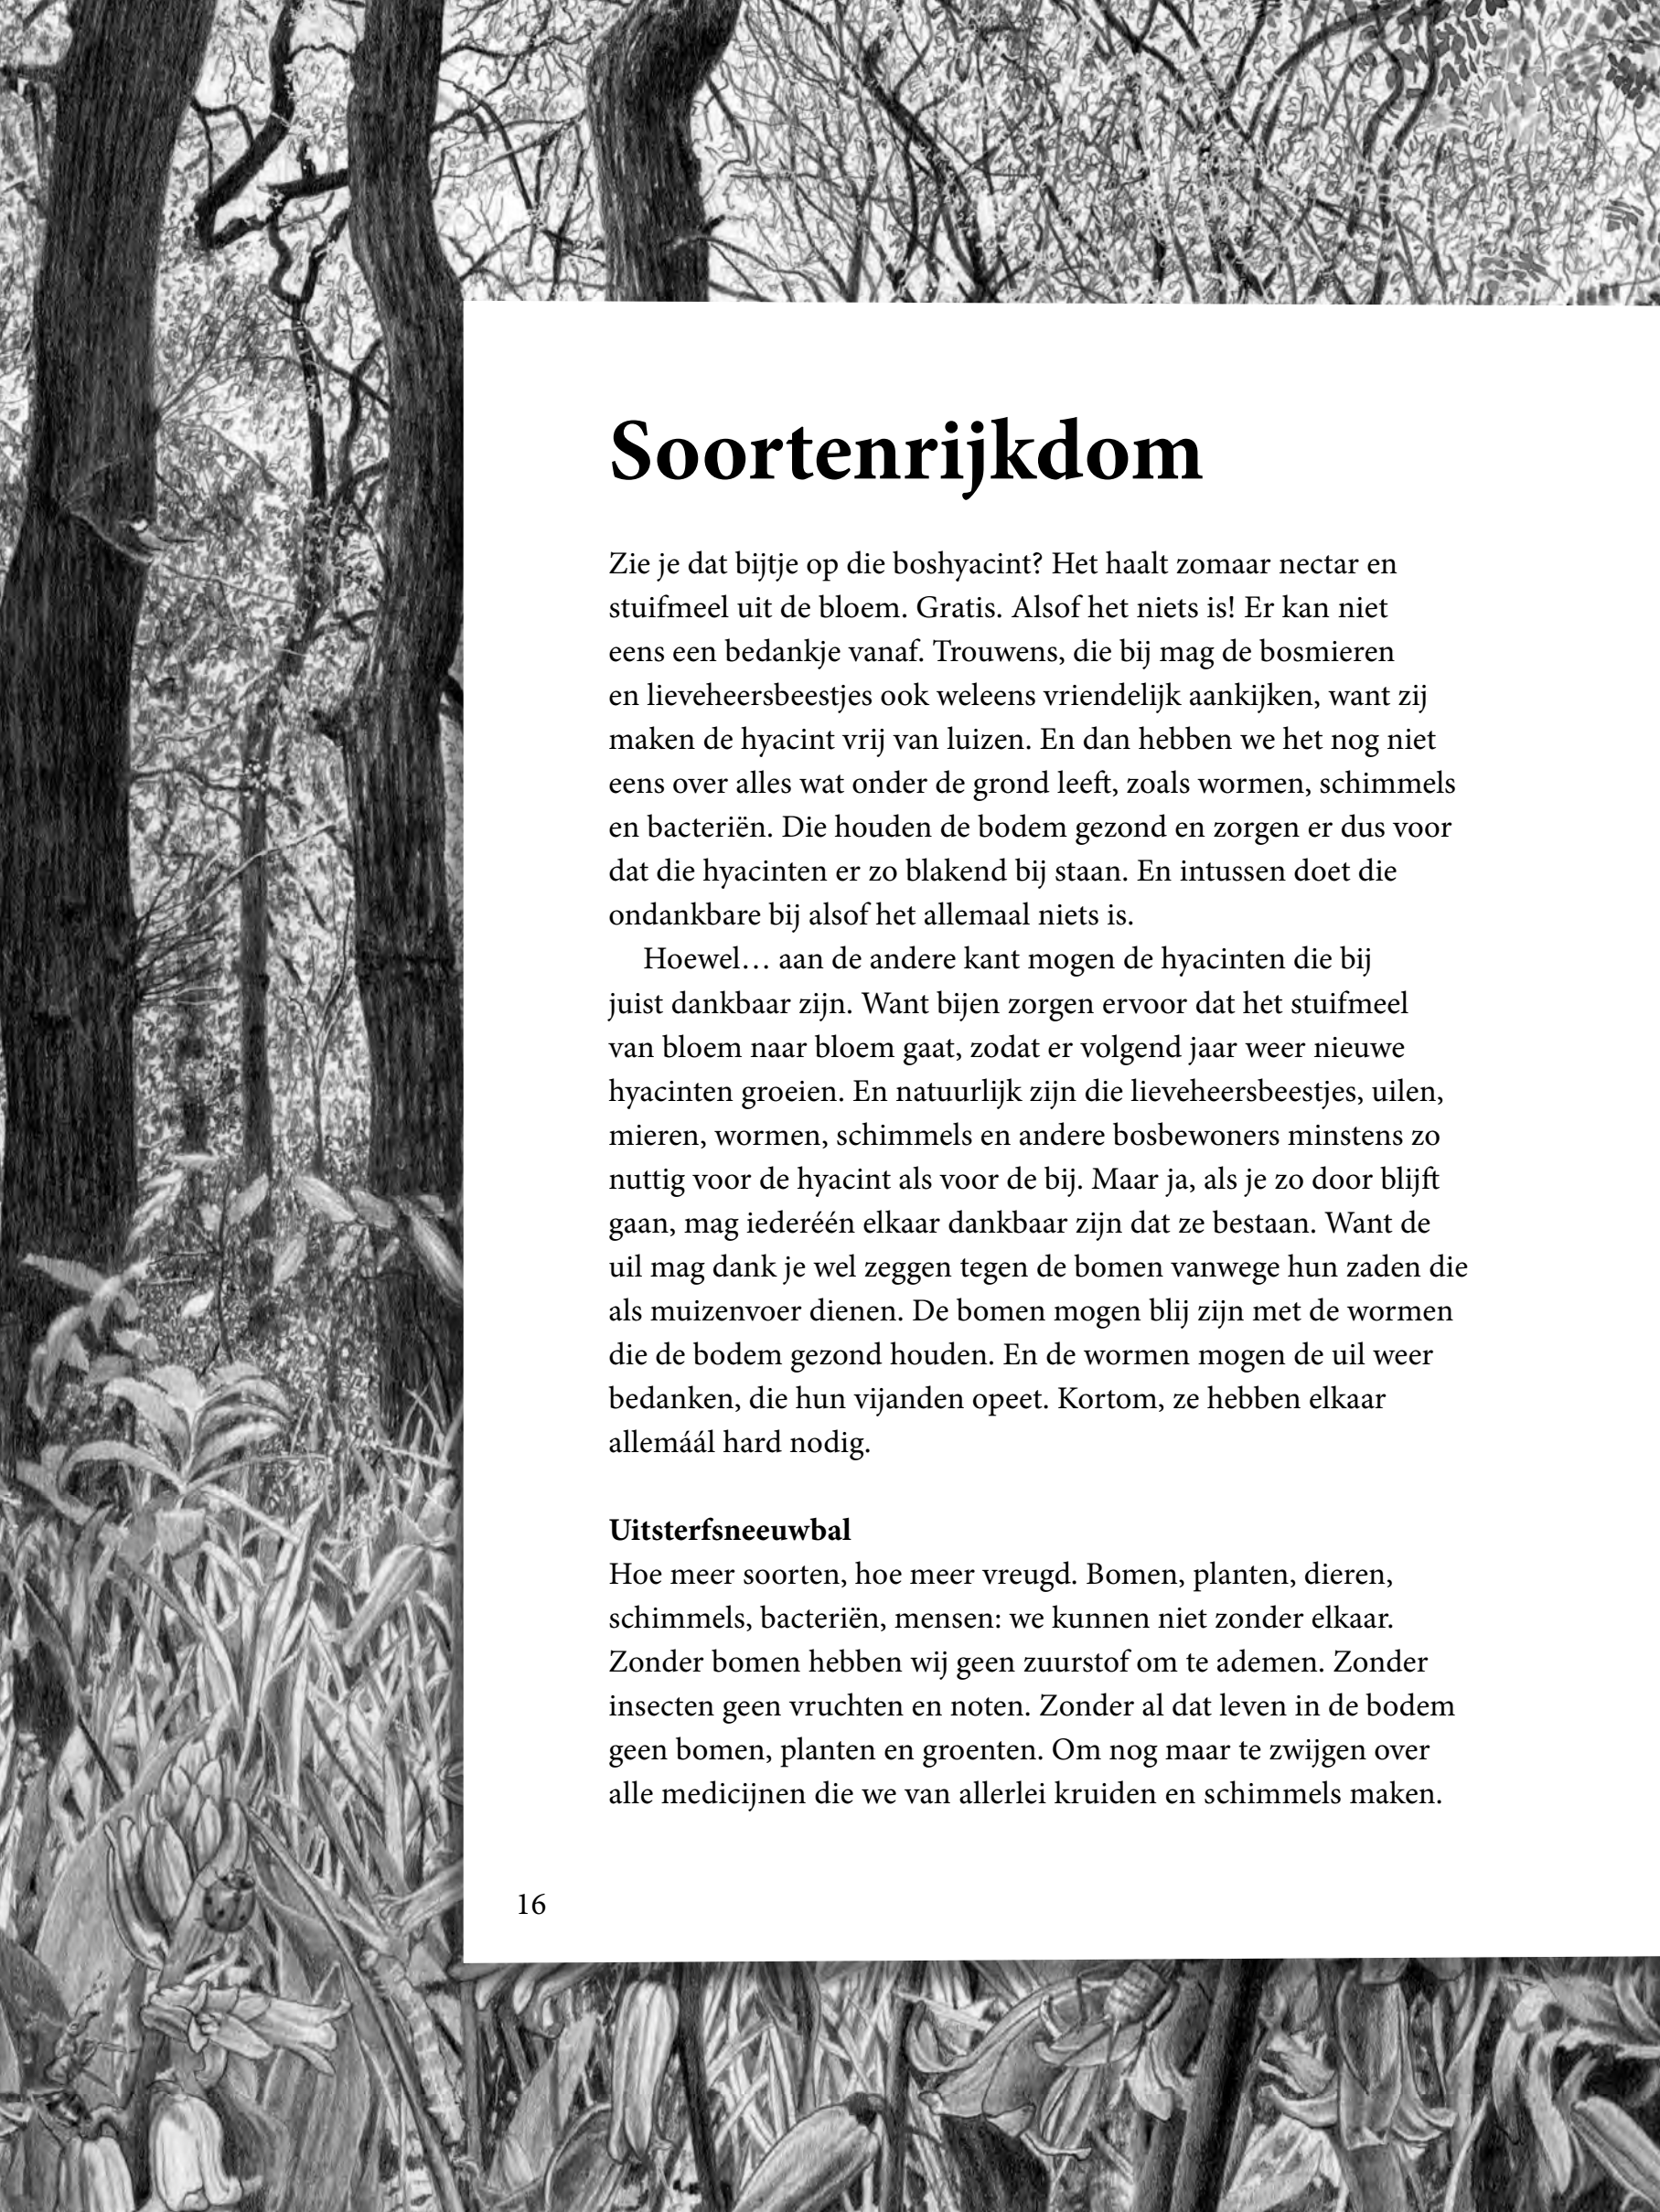 Soortenrijkdom
Zie je dat bijtje op die boshyacint? Het haalt zomaar nectar en
stuifmeel uit de bloem. Gratis. Alsof het niets is! Er kan niet
eens een bedankje vanaf. Trouwens, die bij mag de bosmieren
en lieveheersbeestjes ook weleens vriendelijk aankijken, want zij
maken de hyacint vrij van luizen. En dan hebben we het nog niet
eens over alles wat onder de grond leeft, zoals wormen, schimmels
en bacteriën. Die houden de bodem gezond en zorgen er dus voor
dat die hyacinten er zo blakend bij staan. En intussen doet die
ondankbare bij alsof het allemaal niets is.
Hoewel… aan de andere kant mogen de hyacinten die bij
juist dankbaar zijn. Want bijen zorgen ervoor dat het stuifmeel
van bloem naar bloem gaat, zodat er volgend jaar weer nieuwe
hyacinten groeien. En natuurlijk zijn die lieveheersbeestjes, uilen,
mieren, wormen, schimmels en andere bosbewoners minstens zo
nuttig voor de hyacint als voor de bij. Maar ja, als je zo door blijft
gaan, mag iederéén elkaar dankbaar zijn dat ze bestaan. Want de
uil mag dank je wel zeggen tegen de bomen vanwege hun zaden die
als muizenvoer dienen. De bomen mogen blij zijn met de wormen
die de bodem gezond houden. En de wormen mogen de uil weer
bedanken, die hun vijanden opeet. Kortom, ze hebben elkaar
allemáál hard nodig.
Uitsterfsneeuwbal
Hoe meer soorten, hoe meer vreugd. Bomen, planten, dieren,
schimmels, bacteriën, mensen: we kunnen niet zonder elkaar.
Zonder bomen hebben wij geen zuurstof om te ademen. Zonder
insecten geen vruchten en noten. Zonder al dat leven in de bodem
geen bomen, planten en groenten. Om nog maar te zwijgen over
alle medicijnen die we van allerlei kruiden en schimmels maken.
16